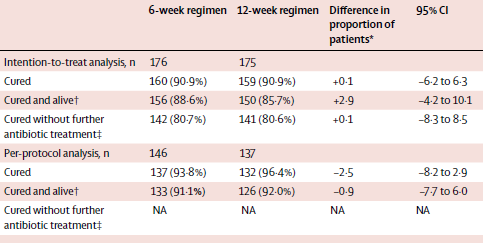 6-week regimen 12-week regimen Difference in proportion of patients* 95% CI
Intention-to-treat analysis, n 176 175
Cured 160 (90·9%) 159 (90·9%) +0·1 –6·2 to 6·3
Cured and alive† 156 (88·6%) 150 (85·7%) +2·9 –4·2 to 10·1
Cured without further antibiotic treatment‡ 142 (80·7%) 141 (80·6%) +0·1 –8·3 to 8·5
Per-protocol analysis, n 146 137
Cured 137 (93·8%) 132 (96·4%) –2·5 –8·2 to 2·9
Cured and alive† 133 (91·1%) 126 (92·0%) –0·9 –7·7 to 6·0
Cured without further antibiotic treatment‡ NA NA NA NA